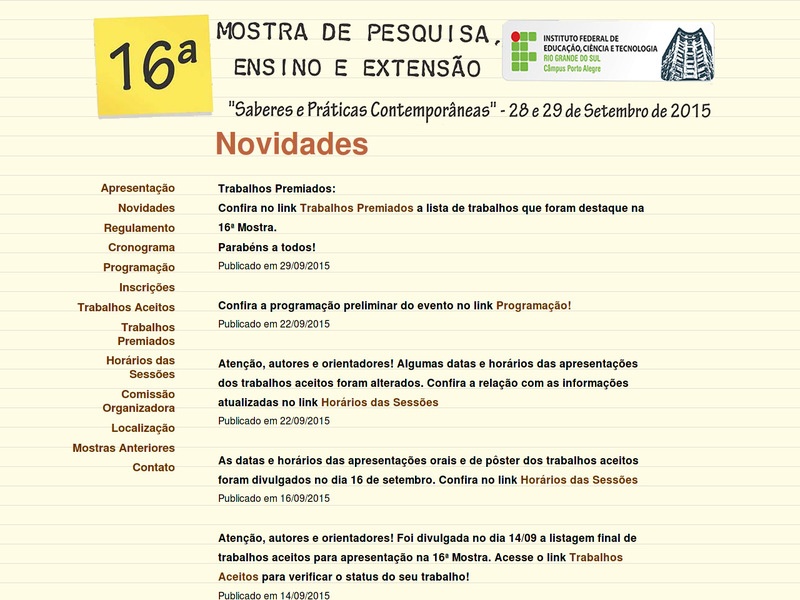 16ª
MOSTRA DE PESQUISA,
ENSINO E EXTENSÃO
INSTITUTO FEDERAL DE
EDUCAÇÃO, CIÊNCIA E TECNOLOGIA
RIO GRANDE DO SUL
Câmpus Porto Alegre
"Saberes e Práticas Contemporâneas" - 28 e 29 de Setembro de 2015
Novidades
Apresentação
Novidades
Regulamento
Cronograma
Programação
Inscrições
Trabalhos Aceitos
Trabalhos
Premiados
Horários das
Sessões
Comissão
Organizadora
Localização
Mostras Anteriores
Contato
Trabalhos Premiados:
Confira no link Trabalhos Premiados a lista de trabalhos que foram destaque na
16ª Mostra.
Parabéns a todos!
Publicado em 29/09/2015
Confira a programação preliminar do evento no link Programação!
Publicado em 22/09/2015
Atenção, autores e orientadores! Algumas datas e horários das apresentações
dos trabalhos aceitos foram alterados. Confira a relação com as informações
atualizadas no link Horários das Sessões
Publicado em 22/09/2015
As datas e horários das apresentações orais e de pôster dos trabalhos aceitos
foram divulgados no dia 16 de setembro. Confira no link Horários das Sessões
Publicado em 16/09/2015
Atenção, autores e orientadores! Foi divulgada no dia 14/09 a listagem final de
trabalhos aceitos para apresentação na 16ª Mostra. Acesse o link Trabalhos
Aceitos para verificar o status do seu trabalho!
Publicado em 14/09/2015